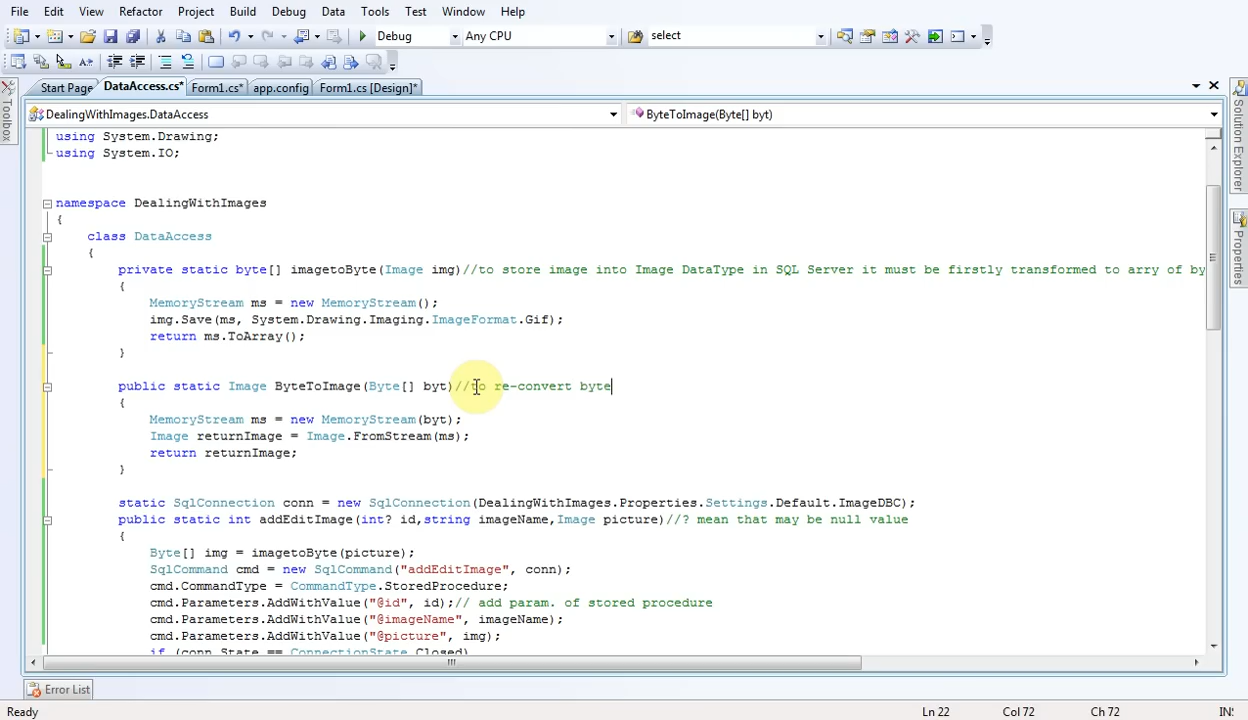 File Edit View Refactor Project Build Debug Data Tools Test Window Help
Debug Any CPU select
Start Page DataAccess.cs* Form1.cs* app.config Form1.cs [Design]*
DealingWithImages.DataAccess ByteToImage(Byte[] byt)
Toolbox
Solution Explorer
Properties
using System.Drawing;
using System.IO;
namespace DealingWithImages
{
class DataAccess
{
private static byte[] imagetoByte(Image img)//to store image into Image DataType in SQL Server it must be firstly transformed to arry of by
{
MemoryStream ms = new MemoryStream();
img.Save(ms, System.Drawing.Imaging.ImageFormat.Gif);
return ms.ToArray();
}
public static Image ByteToImage(Byte[] byt)//to re-convert byte
{
MemoryStream ms = new MemoryStream(byt);
Image returnImage = Image.FromStream(ms);
return returnImage;
}
static SqlConnection conn = new SqlConnection(DealingWithImages.Properties.Settings.Default.ImageDBC);
public static int addEditImage(int? id,string imageName,Image picture)//? mean that may be null value
{
Byte[] img = imagetoByte(picture);
SqlCommand cmd = new SqlCommand("addEditImage", conn);
cmd.CommandType = CommandType.StoredProcedure;
cmd.Parameters.AddWithValue("@id", id);// add param. of stored procedure
cmd.Parameters.AddWithValue("@imageName", imageName);
cmd.Parameters.AddWithValue("@picture", img);
if (conn.State == ConnectionState.Closed)
Error List
Ready Ln 22 Col 72 Ch 72 IN